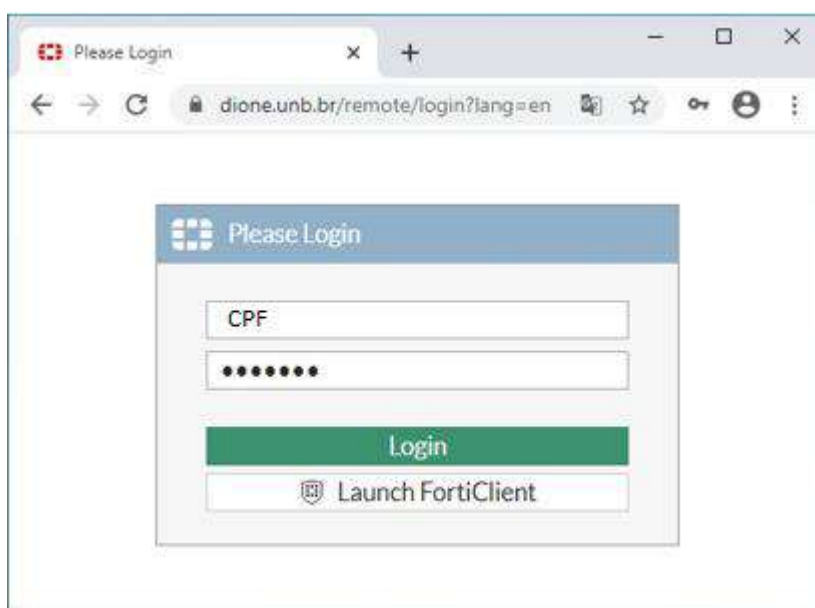 Please Login
dione.unb.br/remote/login?lang=en
Please Login
CPF
•••••••
Login
Launch FortiClient